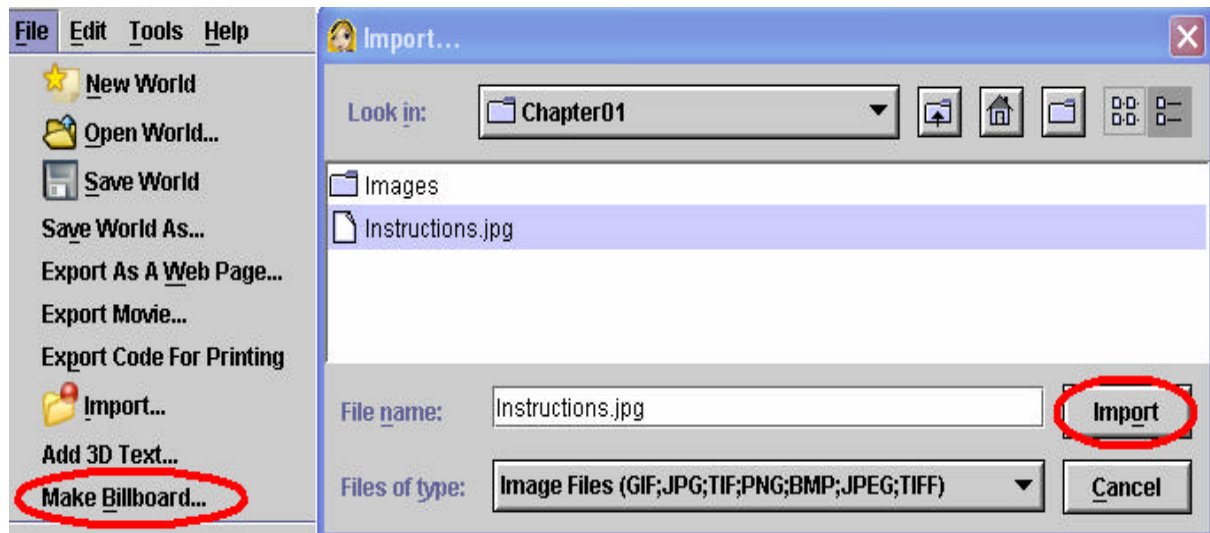 File Edit Tools Help
New World
Open World...
Save World
Save World As...
Export As A Web Page...
Export Movie...
Export Code For Printing
Import...
Add 3D Text...
Make Billboard...
Import...
Look in: Chapter01
Images
Instructions.jpg
File name: Instructions.jpg Import
Files of type: Image Files (GIF;JPG;TIF;PNG;BMP;JPEG;TIFF) Cancel